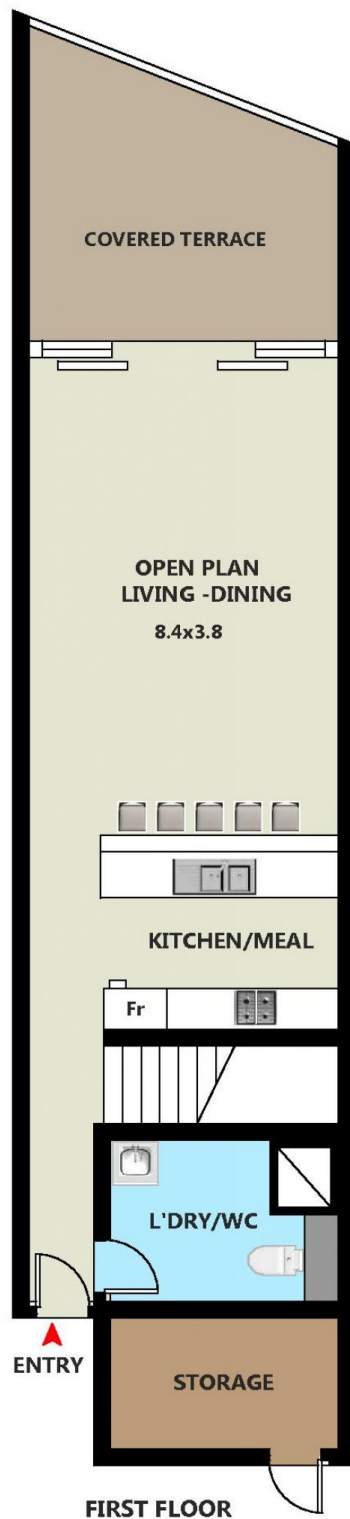 COVERED TERRACE
OPEN PLAN
LIVING -DINING
8.4x3.8
KITCHEN/MEAL
Fr
L'DRY/WC
ENTRY
STORAGE
FIRST FLOOR